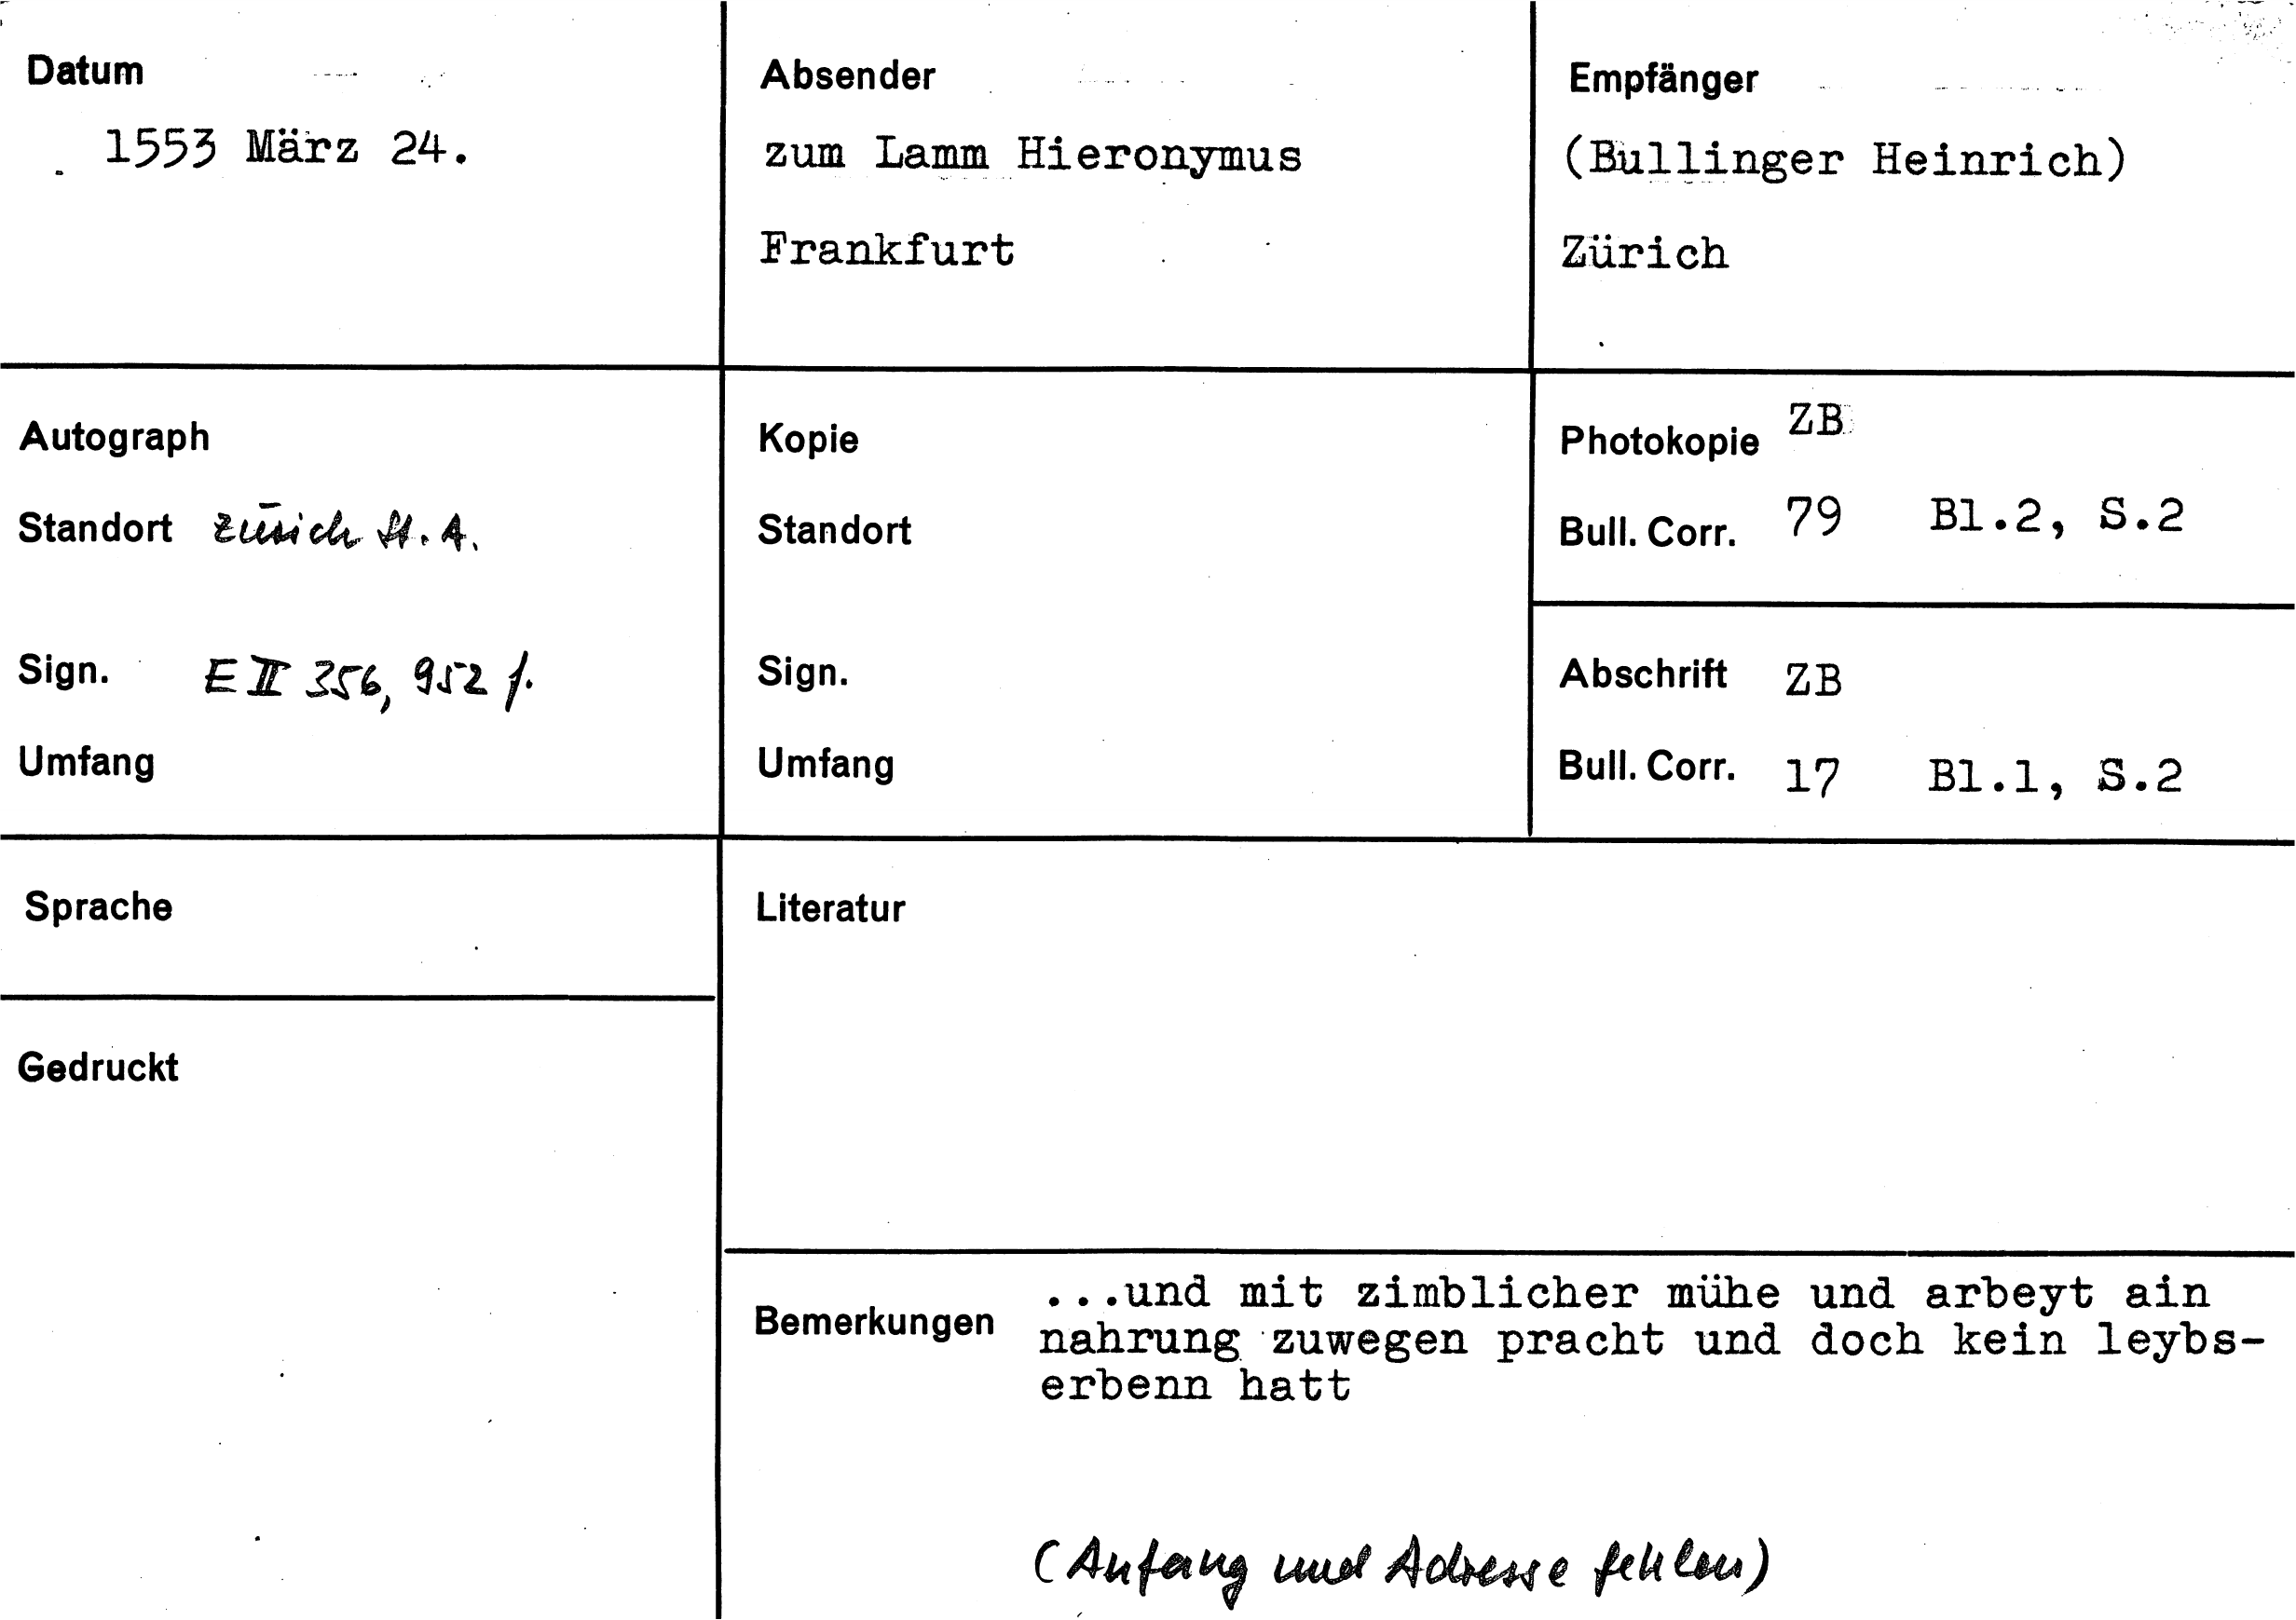 Datum
1553 März 24.
Absender
zum Lamm Hieronymus
Frankfurt
Empfänger
(Bullinger Heinrich)
Zürich
Autograph
Standort Zürich St. A.
Sign. E II 356, 952 f.
Umfang
Kopie
Standort
Sign.
Umfang
Photokopie ZB
Bull. Corr. 79 Bl.2, S.2
Abschrift ZB
Bull. Corr. 17 Bl.1, S.2
Sprache
Gedruckt
Literatur
Bemerkungen ...und mit zimblicher mühe und arbeyt ain
nahrung zuwegen pracht und doch kein leybs-
erbenn hatt
(Anfang und Adresse fehlen)